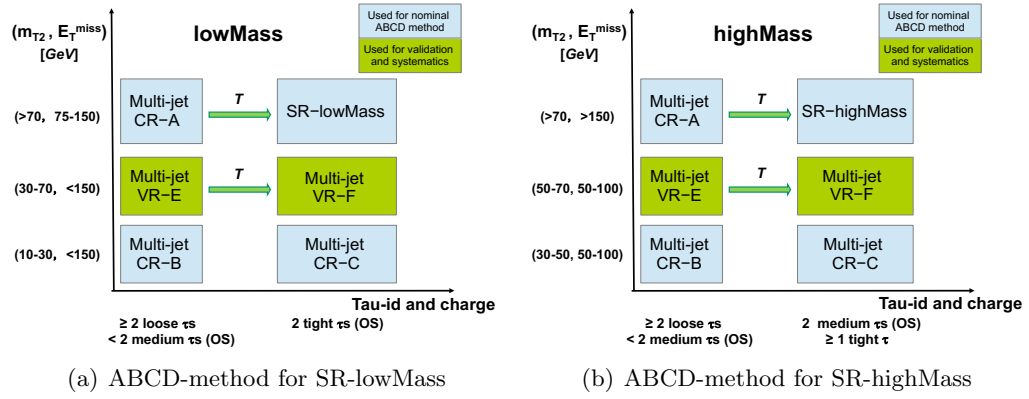 (mT2 , ETmiss)
[GeV]
lowMass
Used for nominal
ABCD method
Used for validation
and systematics
(>70, 75-150)
Multi-jet
CR−A
T
SR−lowMass
(30-70, <150)
Multi-jet
VR−E
T
Multi-jet
VR−F
(10-30, <150)
Multi-jet
CR−B
Multi-jet
CR−C
Tau-id and charge
≥ 2 loose τs
< 2 medium τs (OS)
2 tight τs (OS)
(a) ABCD-method for SR-lowMass
(mT2 , ETmiss)
[GeV]
highMass
Used for nominal
ABCD method
Used for validation
and systematics
(>70, >150)
Multi-jet
CR−A
T
SR−highMass
(50-70, 50-100)
Multi-jet
VR−E
T
Multi-jet
VR−F
(30-50, 50-100)
Multi-jet
CR−B
Multi-jet
CR−C
Tau-id and charge
≥ 2 loose τs
< 2 medium τs (OS)
2 medium τs (OS)
≥ 1 tight τ
(b) ABCD-method for SR-highMass